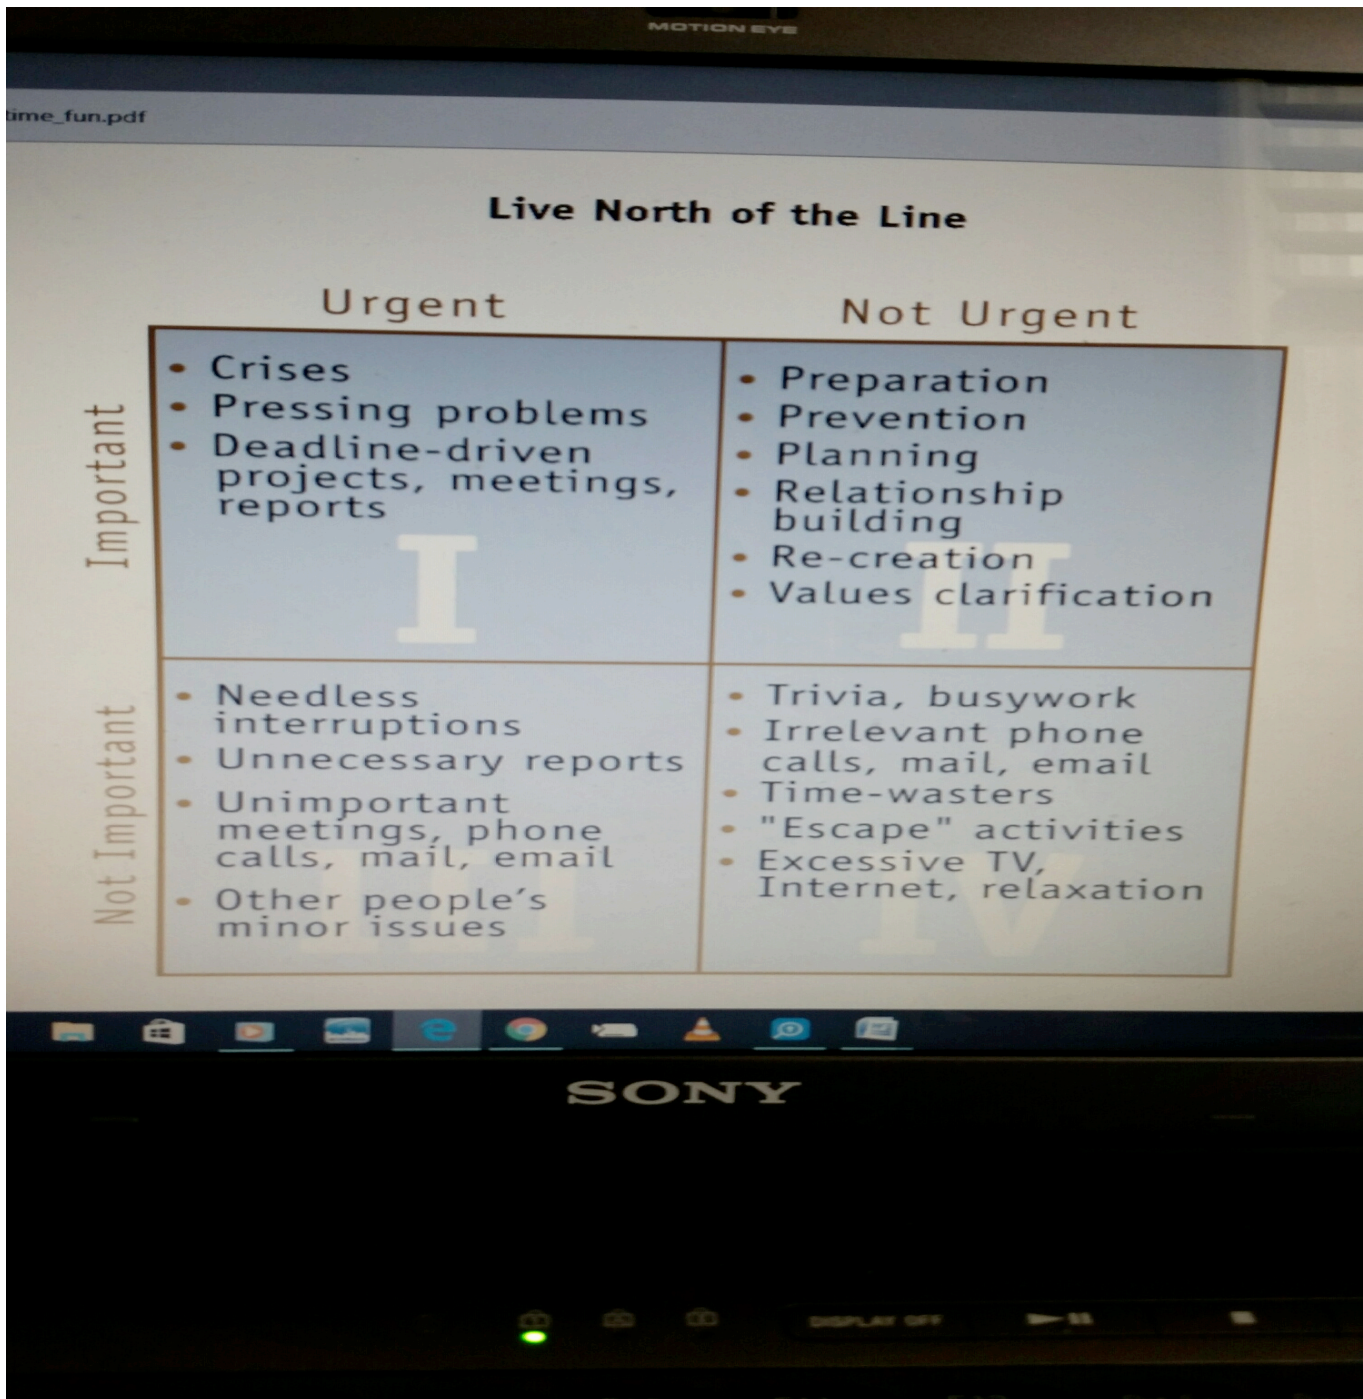 MOTION EYE
time_fun.pdf
Live North of the Line
Urgent
Not Urgent
Important
• Crises
• Pressing problems
• Deadline-driven
projects, meetings,
reports
I
• Preparation
• Prevention
• Planning
• Relationship
building
• Re-creation
• Values clarification
II
Not Important
• Needless
interruptions
• Unnecessary reports
• Unimportant
meetings, phone
calls, mail, email
• Other people's
minor issues
III
• Trivia, busywork
• Irrelevant phone
calls, mail, email
• Time-wasters
• "Escape" activities
• Excessive TV,
Internet, relaxation
IV
SONY
DISPLAY OFF